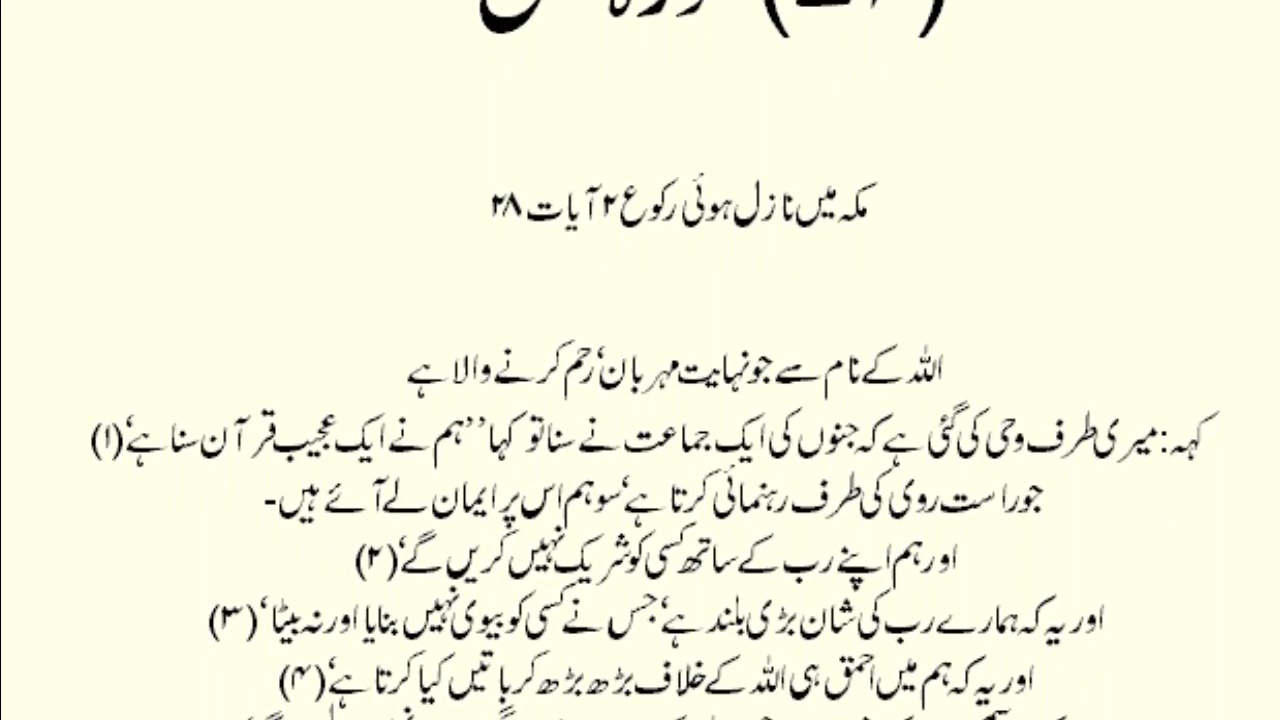 مکہ میں نازل ہوئی رکوع ۲ آیات ۲۸
اللہ کے نام سے جو نہایت مہربان‘ رحم کرنے والا ہے
کہہ: میری طرف وحی کی گئی ہے کہ جنوں کی ایک جماعت نے سنا تو کہا ’’ہم نے ایک عجیب قرآن سنا ہے‘ (۱)
جو راست روی کی طرف رہنمائی کرتا ہے‘ سو ہم اس پر ایمان لے آئے ہیں-
اور ہم اپنے رب کے ساتھ کسی کو شریک نہیں کریں گے‘ (۲)
اور یہ کہ ہمارے رب کی شان بڑی بلند ہے‘ جس نے کسی کو بیوی نہیں بنایا اور نہ بیٹا‘ (۳)
اور یہ کہ ہم میں احمق ہی اللہ کے خلاف بڑھ بڑھ کر باتیں کیا کرتا ہے‘ (۴)